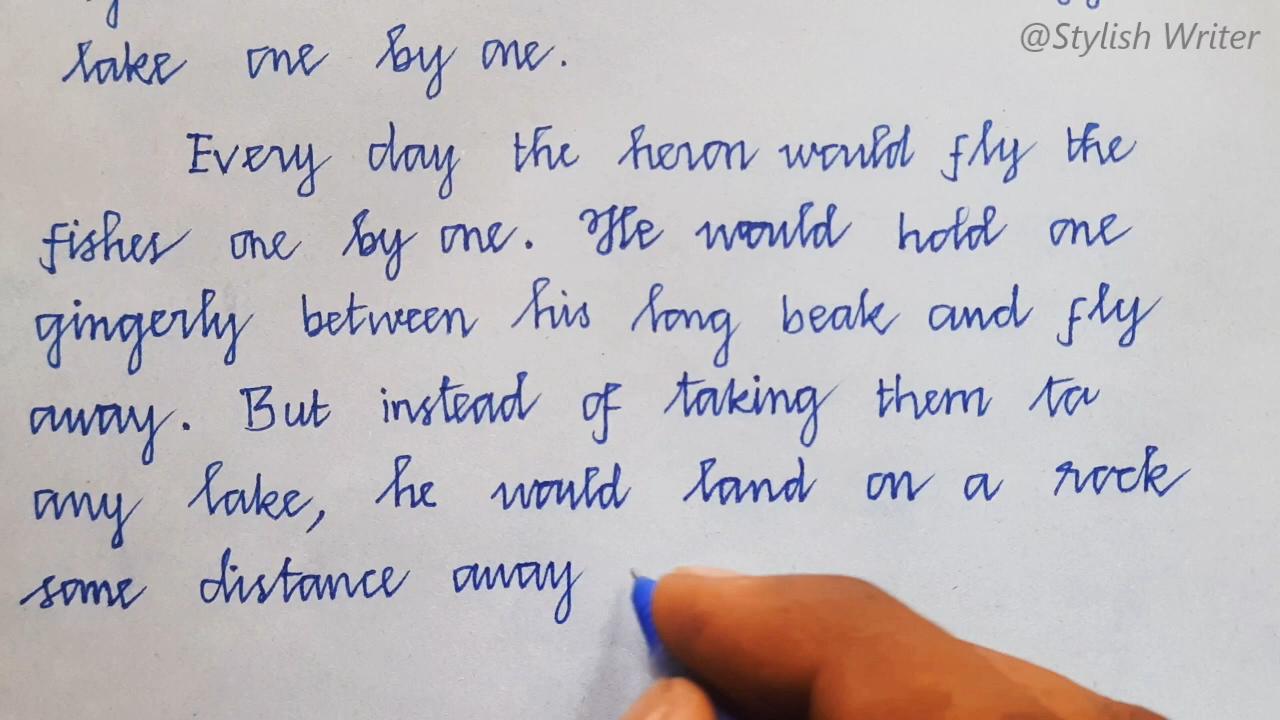 @Stylish Writer
lake one by one.
Every day the heron would fly the
fishes one by one. He would hold one
gingerly between his long beak and fly
away. But instead of taking them to
any lake, he would land on a rock
some distance away